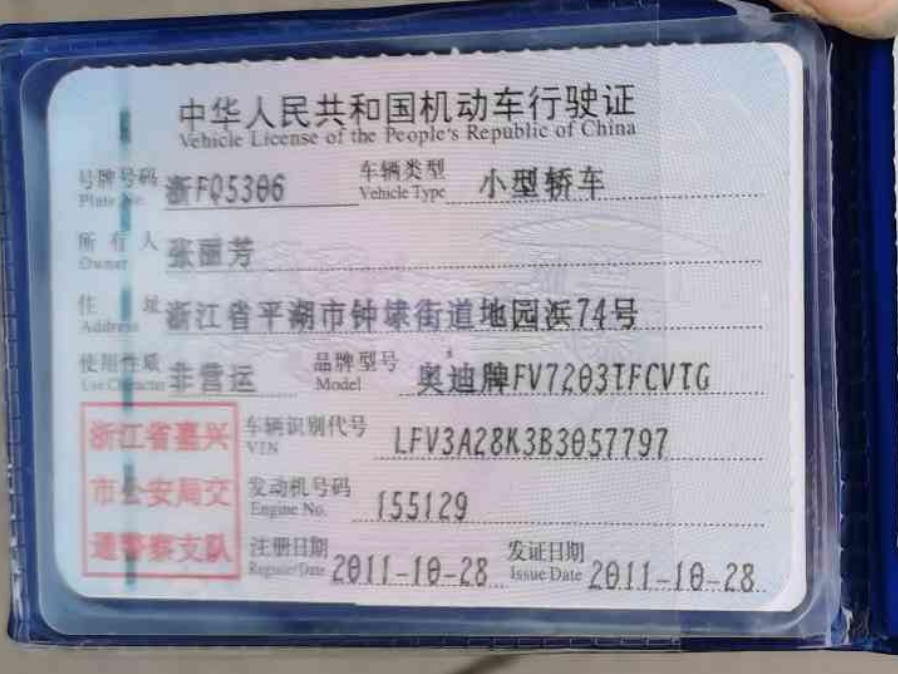 中华人民共和国机动车行驶证
Vehicle License of the People's Republic of China
号牌号码 浙FQ5306 车辆类型 小型轿车
Plate No. Vehicle Type
所有人 张丽芳
Owner
住址 浙江省平湖市钟埭街道地园浜74号
Address
使用性质 非营运 品牌型号 奥迪牌FV7203TFCVTG
Use Character Model
浙江省嘉兴 车辆识别代号 LFV3A28K3B3057797
VIN
市公安局交 发动机号码 155129
Engine No.
通警察支队 注册日期 2011-10-28 发证日期 2011-10-28
Register Date Issue Date